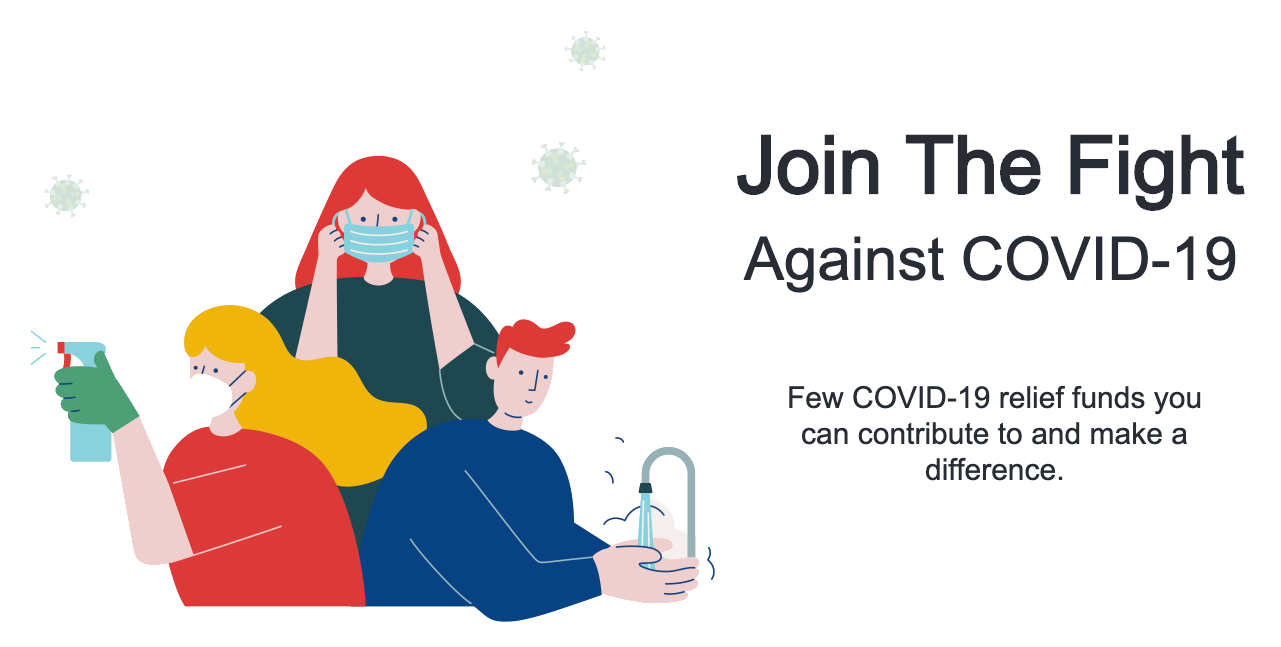 Join The Fight
Against COVID-19
Few COVID-19 relief funds you
can contribute to and make a
difference.